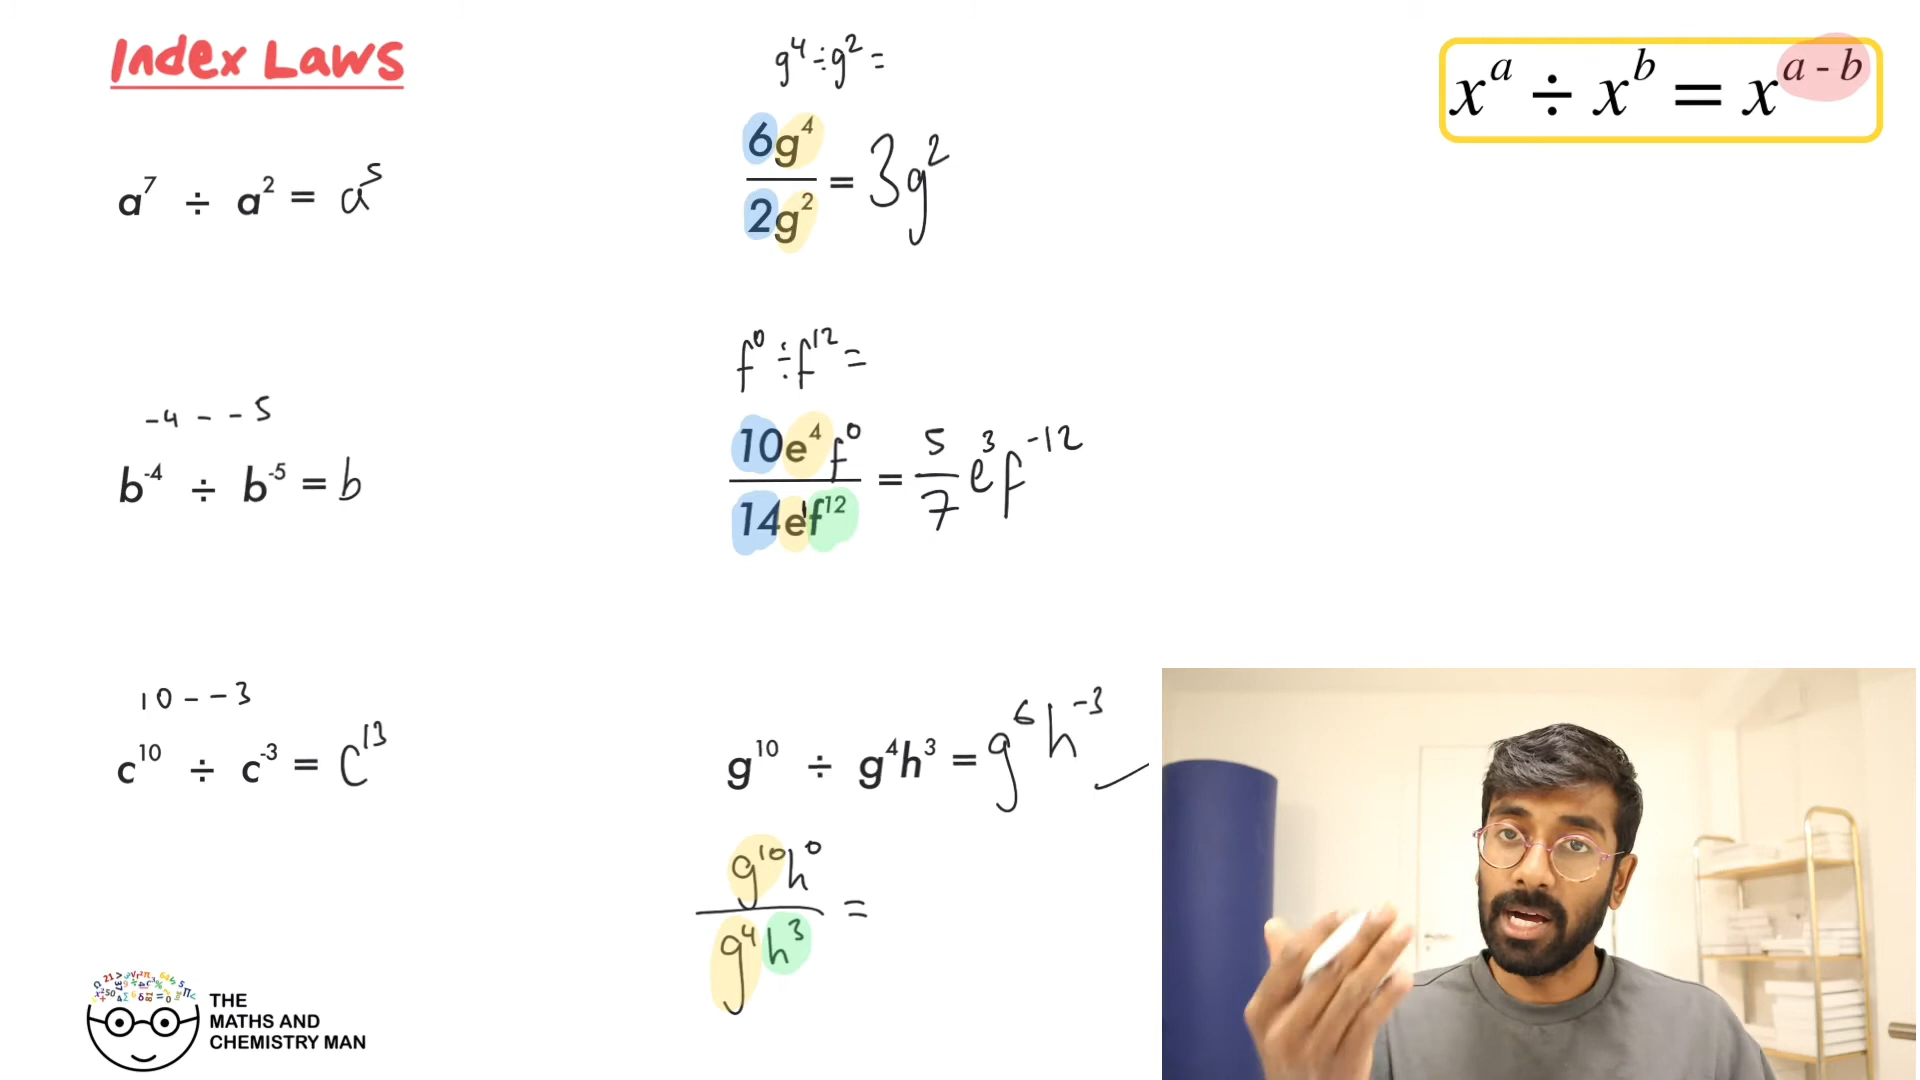 Index Laws
a⁷ ÷ a² = a⁵
-4 - - 5
b⁻⁴ ÷ b⁻⁵ = b
10 - - 3
c¹⁰ ÷ c⁻³ = c¹³
g⁴ ÷ g² =
6g⁴
2g²
= 3g²
f⁰ ÷ f¹² =
10e⁴f⁰
14e¹f¹²
= 5/7 e³f⁻¹²
g¹⁰ ÷ g⁴h³ = g⁶h⁻³
g¹⁰h⁰
g⁴h³
=
xᵃ ÷ xᵇ = xᵃ⁻ᵇ
THE
MATHS AND
CHEMISTRY MAN